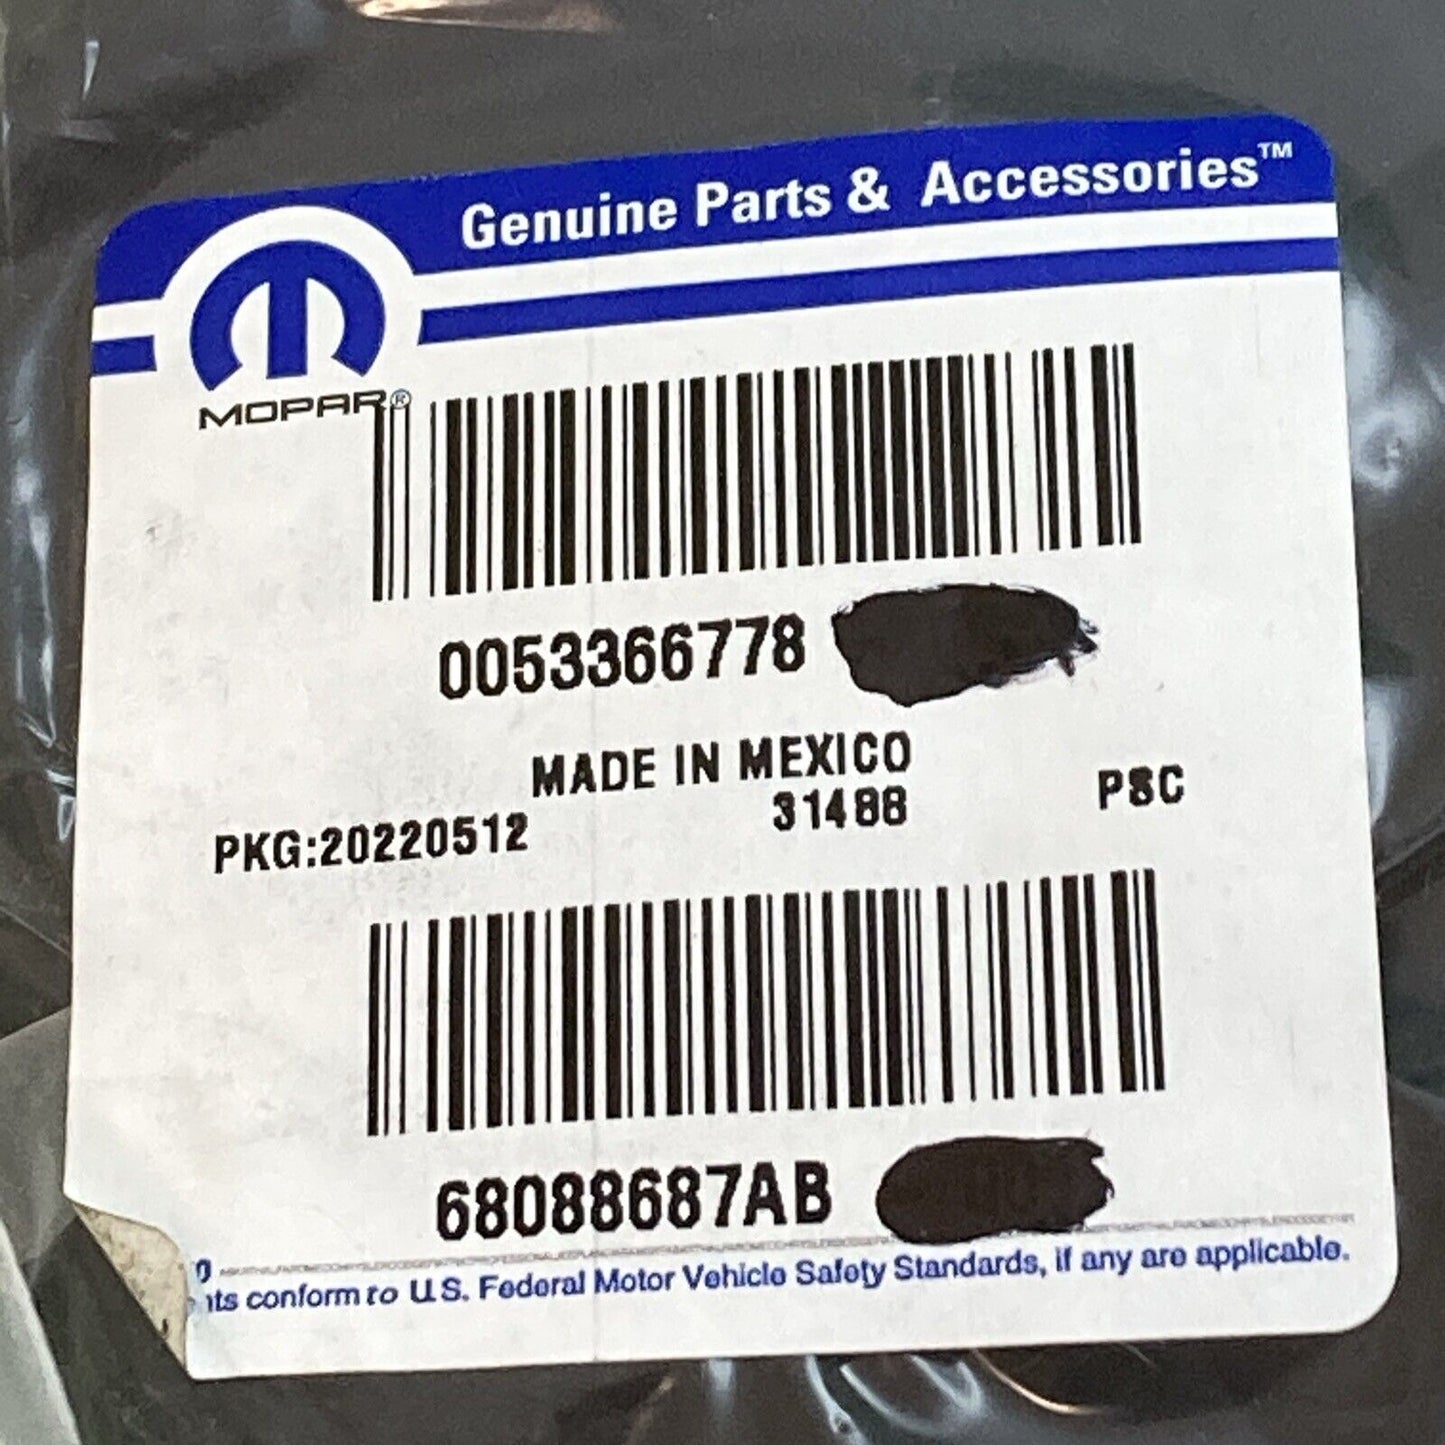 Genuine Parts & Accessories™
MOPAR®
0053366778
MADE IN MEXICO
31488
PSC
PKG:20220512
68088687AB
nts conform to U.S. Federal Motor Vehicle Safety Standards, if any are applicable.